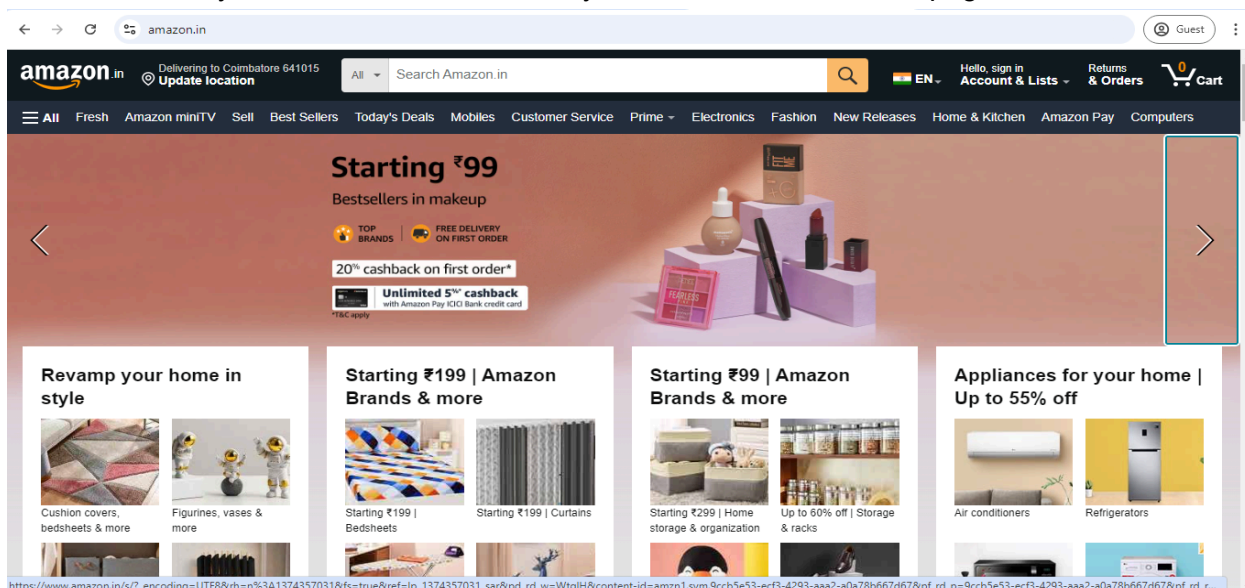 amazon.in
Guest
amazon.in
Delivering to Coimbatore 641015
Update location
All
Search Amazon.in
EN
Hello, sign in
Account & Lists
Returns
& Orders
0
Cart
All Fresh Amazon miniTV Sell Best Sellers Today's Deals Mobiles Customer Service Prime Electronics Fashion New Releases Home & Kitchen Amazon Pay Computers
Starting ₹99
Bestsellers in makeup
TOP BRANDS
FREE DELIVERY ON FIRST ORDER
20% cashback on first order*
Unlimited 5%* cashback
with Amazon Pay ICICI Bank credit card
*T&C apply
FIT ME
FEARLESS
Revamp your home in
style
Cushion covers,
bedsheets & more
Figurines, vases &
more
Starting ₹199 | Amazon
Brands & more
Starting ₹199 |
Bedsheets
Starting ₹199 | Curtains
Starting ₹99 | Amazon
Brands & more
Starting ₹299 | Home
storage & organization
Up to 60% off | Storage
& racks
Appliances for your home |
Up to 55% off
Air conditioners
Refrigerators